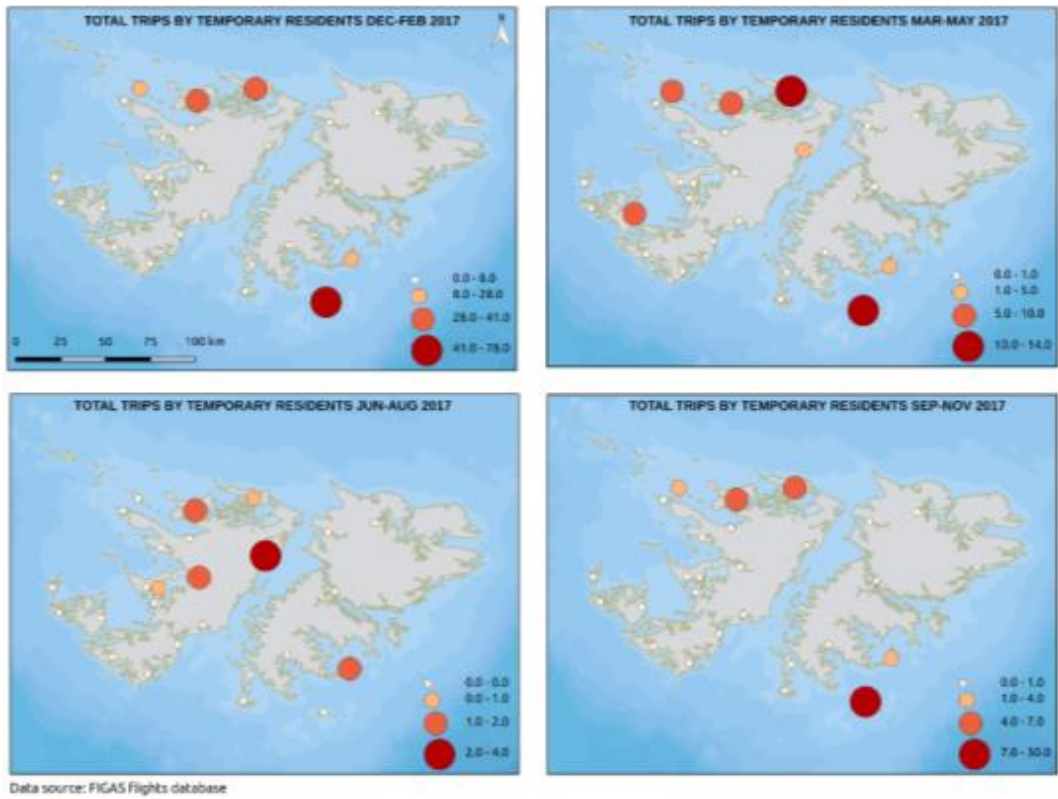 TOTAL TRIPS BY TEMPORARY RESIDENTS DEC-FEB 2017
N
0.0 - 8.0
8.0 - 28.0
28.0 - 41.0
41.0 - 78.0
0 25 50 75 100 km
TOTAL TRIPS BY TEMPORARY RESIDENTS MAR-MAY 2017
0.0 - 1.0
1.0 - 5.0
5.0 - 10.0
10.0 - 14.0
TOTAL TRIPS BY TEMPORARY RESIDENTS JUN-AUG 2017
0.0 - 0.0
0.0 - 1.0
1.0 - 2.0
2.0 - 4.0
TOTAL TRIPS BY TEMPORARY RESIDENTS SEP-NOV 2017
0.0 - 1.0
1.0 - 4.0
4.0 - 7.0
7.0 - 30.0
Data source: FIGAS flights database